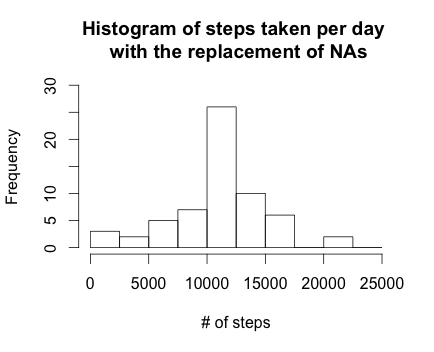 Histogram of steps taken per day
with the replacement of NAs
Frequency
30
20
10
5
0
0 5000 10000 15000 20000 25000
# of steps